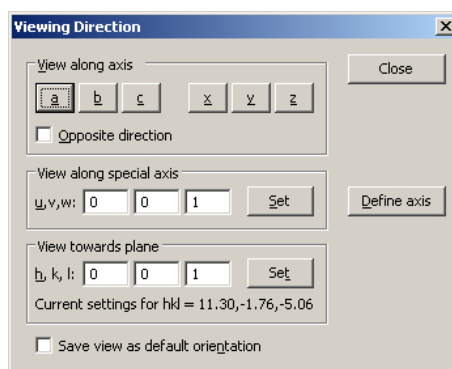 Viewing Direction
View along axis
Close
a b c x y z
Opposite direction
View along special axis
u,v,w: 0 0 1 Set
Define axis
View towards plane
h, k, l: 0 0 1 Set
Current settings for hkl = 11.30,-1.76,-5.06
Save view as default orientation